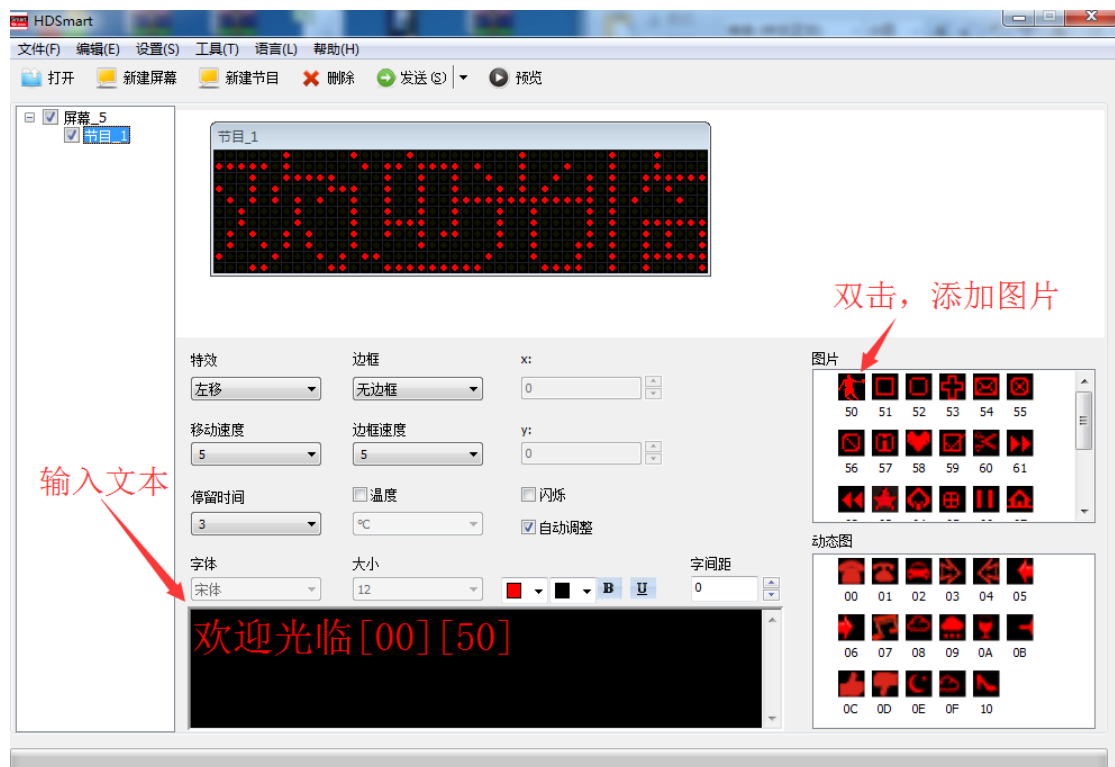 HDSmart
文件(F) 编辑(E) 设置(S) 工具(T) 语言(L) 帮助(H)
打开 新建屏幕 新建节目 删除 发送(S) 预览
屏幕_5
节目_1
节目_1
欢迎光临
双击，添加图片
特效 边框 x: 图片
左移 无边框 0
50 51 52 53 54 55
移动速度 边框速度 y:
5 5 0
56 57 58 59 60 61
输入文本
停留时间 温度 闪烁
3 ℃ 自动调整
动态图
字体 大小 字间距
宋体 12 B U 0
00 01 02 03 04 05
欢迎光临[00][50]
06 07 08 09 0A 0B
0C 0D 0E 0F 10